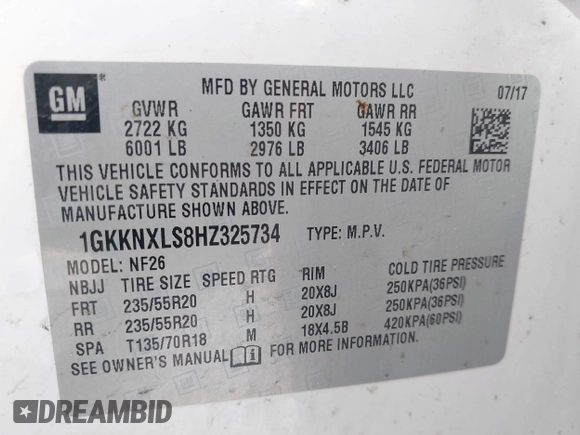 GM
MFD BY GENERAL MOTORS LLC 07/17
GVWR GAWR FRT GAWR RR
2722 KG 1350 KG 1545 KG
6001 LB 2976 LB 3406 LB
THIS VEHICLE CONFORMS TO ALL APPLICABLE U.S. FEDERAL MOTOR
VEHICLE SAFETY STANDARDS IN EFFECT ON THE DATE OF
MANUFACTURE SHOWN ABOVE.
1GKKNXLS8HZ325734 TYPE: M.P.V.
MODEL: NF26
NBJJ TIRE SIZE SPEED RTG RIM COLD TIRE PRESSURE
FRT 235/55R20 H 20X8J 250KPA(36PSI)
RR 235/55R20 H 20X8J 250KPA(36PSI)
SPA T135/70R18 M 18X4.5B 420KPA(60PSI)
SEE OWNER'S MANUAL FOR MORE INFORMATION.
DREAMBID